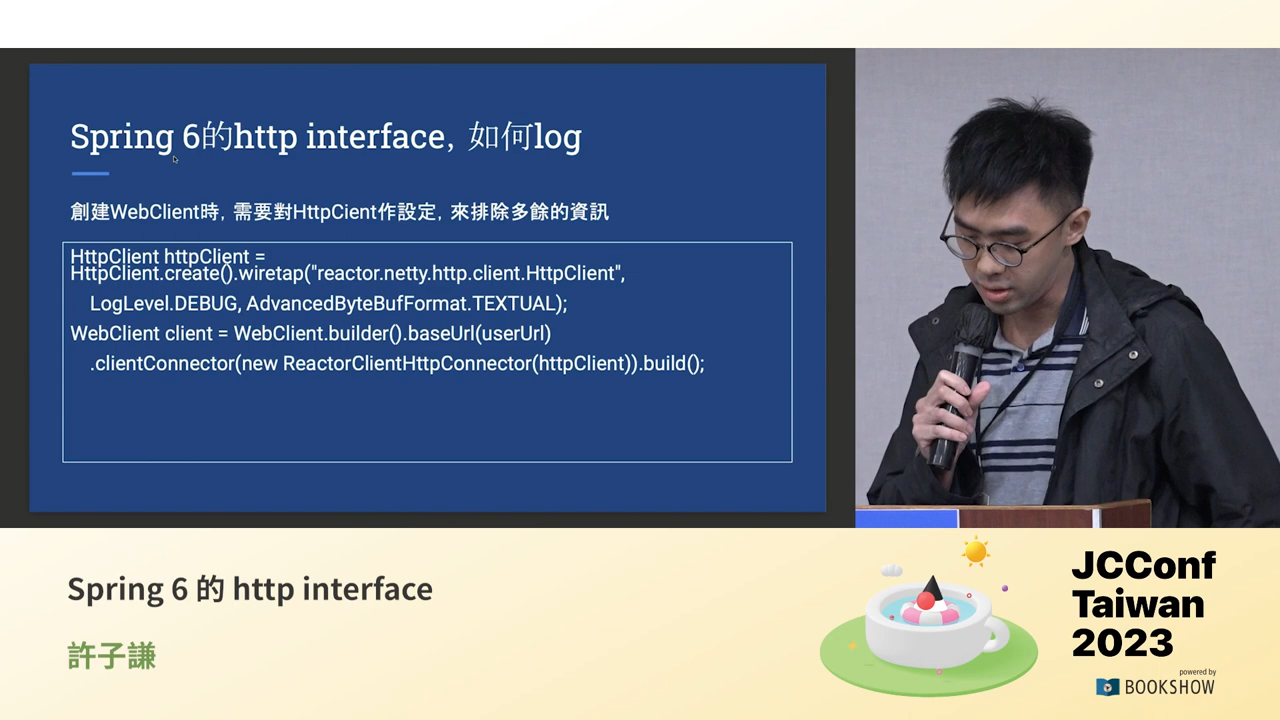 Spring 6的http interface，如何log
創建WebClient時，需要對HttpCient作設定，來排除多餘的資訊
HttpClient httpClient =
HttpClient.create().wiretap("reactor.netty.http.client.HttpClient",
LogLevel.DEBUG, AdvancedByteBufFormat.TEXTUAL);
WebClient client = WebClient.builder().baseUrl(userUrl)
.clientConnector(new ReactorClientHttpConnector(httpClient)).build();
Spring 6 的 http interface
許子謙
JCConf
Taiwan
2023
powered by
BOOKSHOW